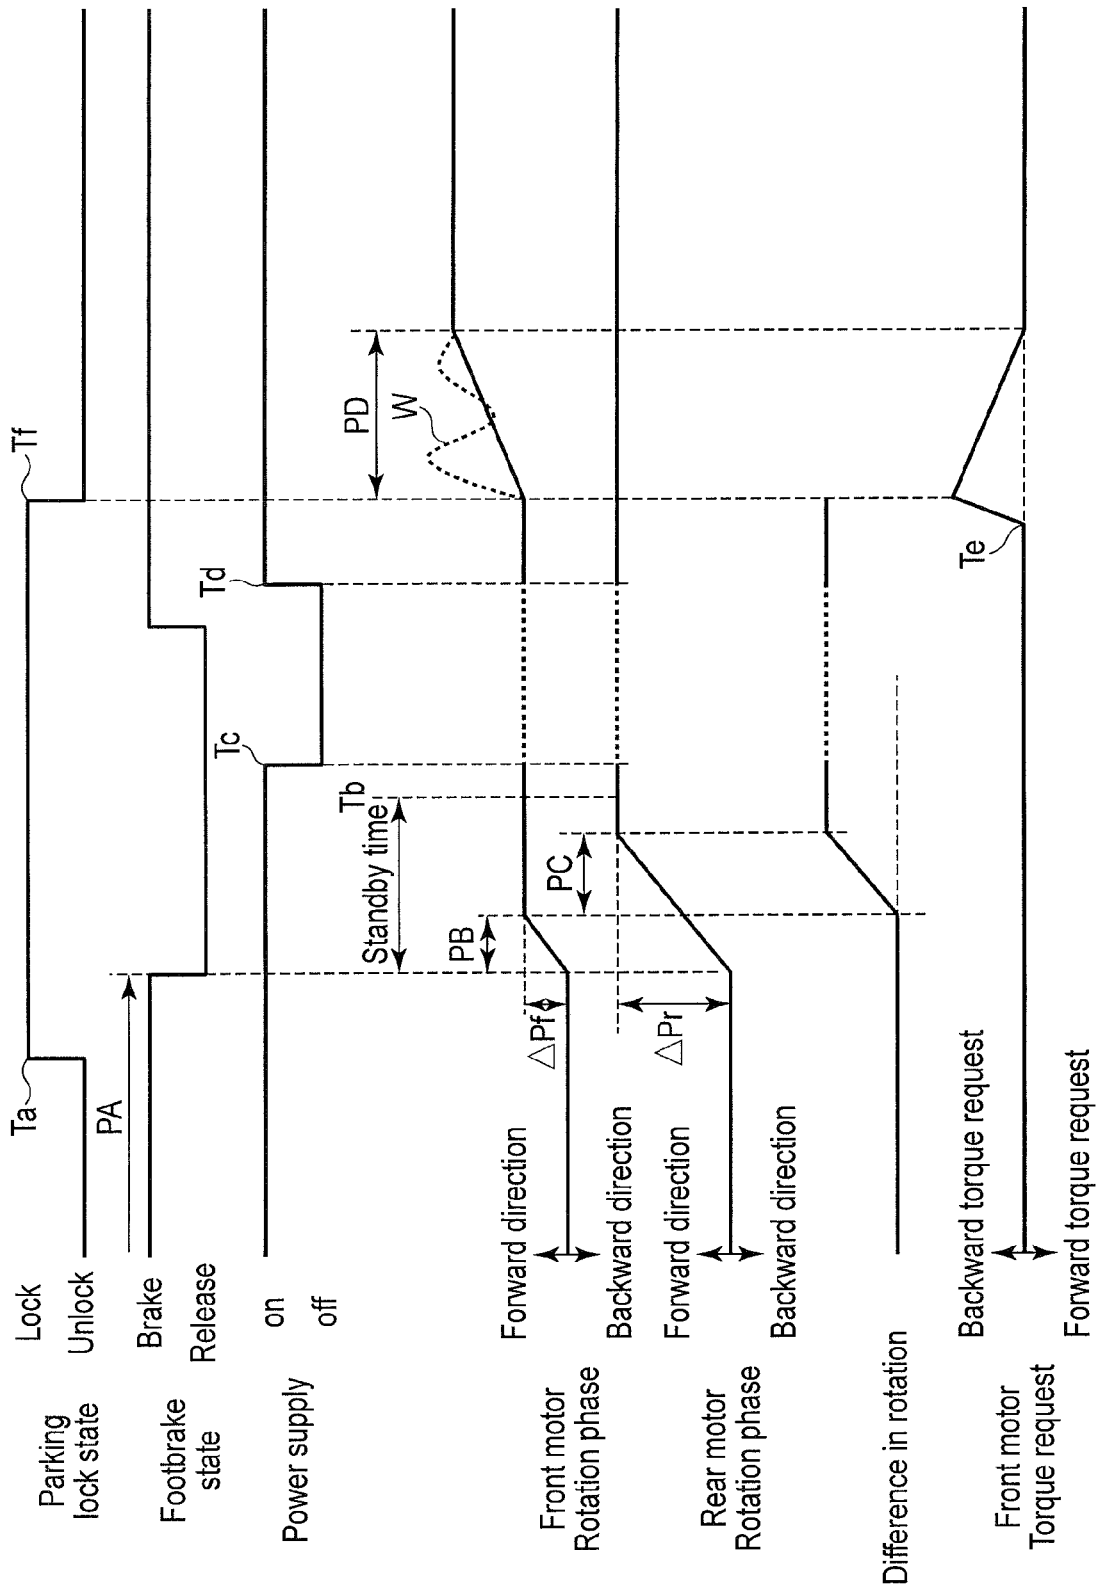 Parking
lock state
Lock
Unlock
Ta
Tf
Footbrake
state
Brake
Release
PA
Power supply
on
off
Tc
Td
Standby time
Tb
Front motor
Rotation phase
Forward direction
Backward direction
△Pf
PB
PD
W
Rear motor
Rotation phase
Forward direction
Backward direction
△Pr
PC
Difference in rotation
Front motor
Torque request
Backward torque request
Forward torque request
Te